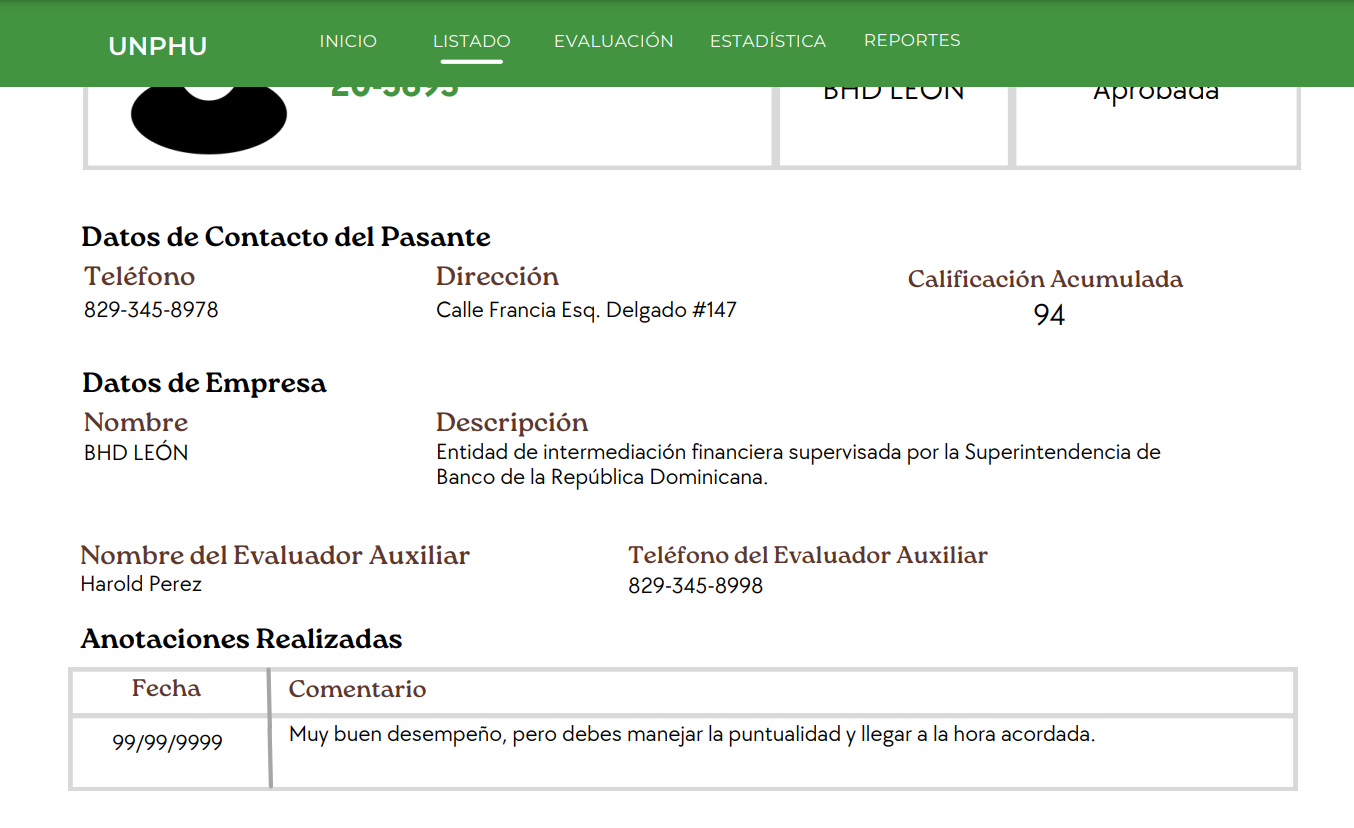 UNPHU INICIO LISTADO EVALUACIÓN ESTADÍSTICA REPORTES
BHD LEÓN Aprobada
Datos de Contacto del Pasante
Teléfono Dirección Calificación Acumulada
829-345-8978 Calle Francia Esq. Delgado #147 94
Datos de Empresa
Nombre Descripción
BHD LEÓN Entidad de intermediación financiera supervisada por la Superintendencia de
Banco de la República Dominicana.
Nombre del Evaluador Auxiliar Teléfono del Evaluador Auxiliar
Harold Perez 829-345-8998
Anotaciones Realizadas
Fecha Comentario
99/99/9999 Muy buen desempeño, pero debes manejar la puntualidad y llegar a la hora acordada.